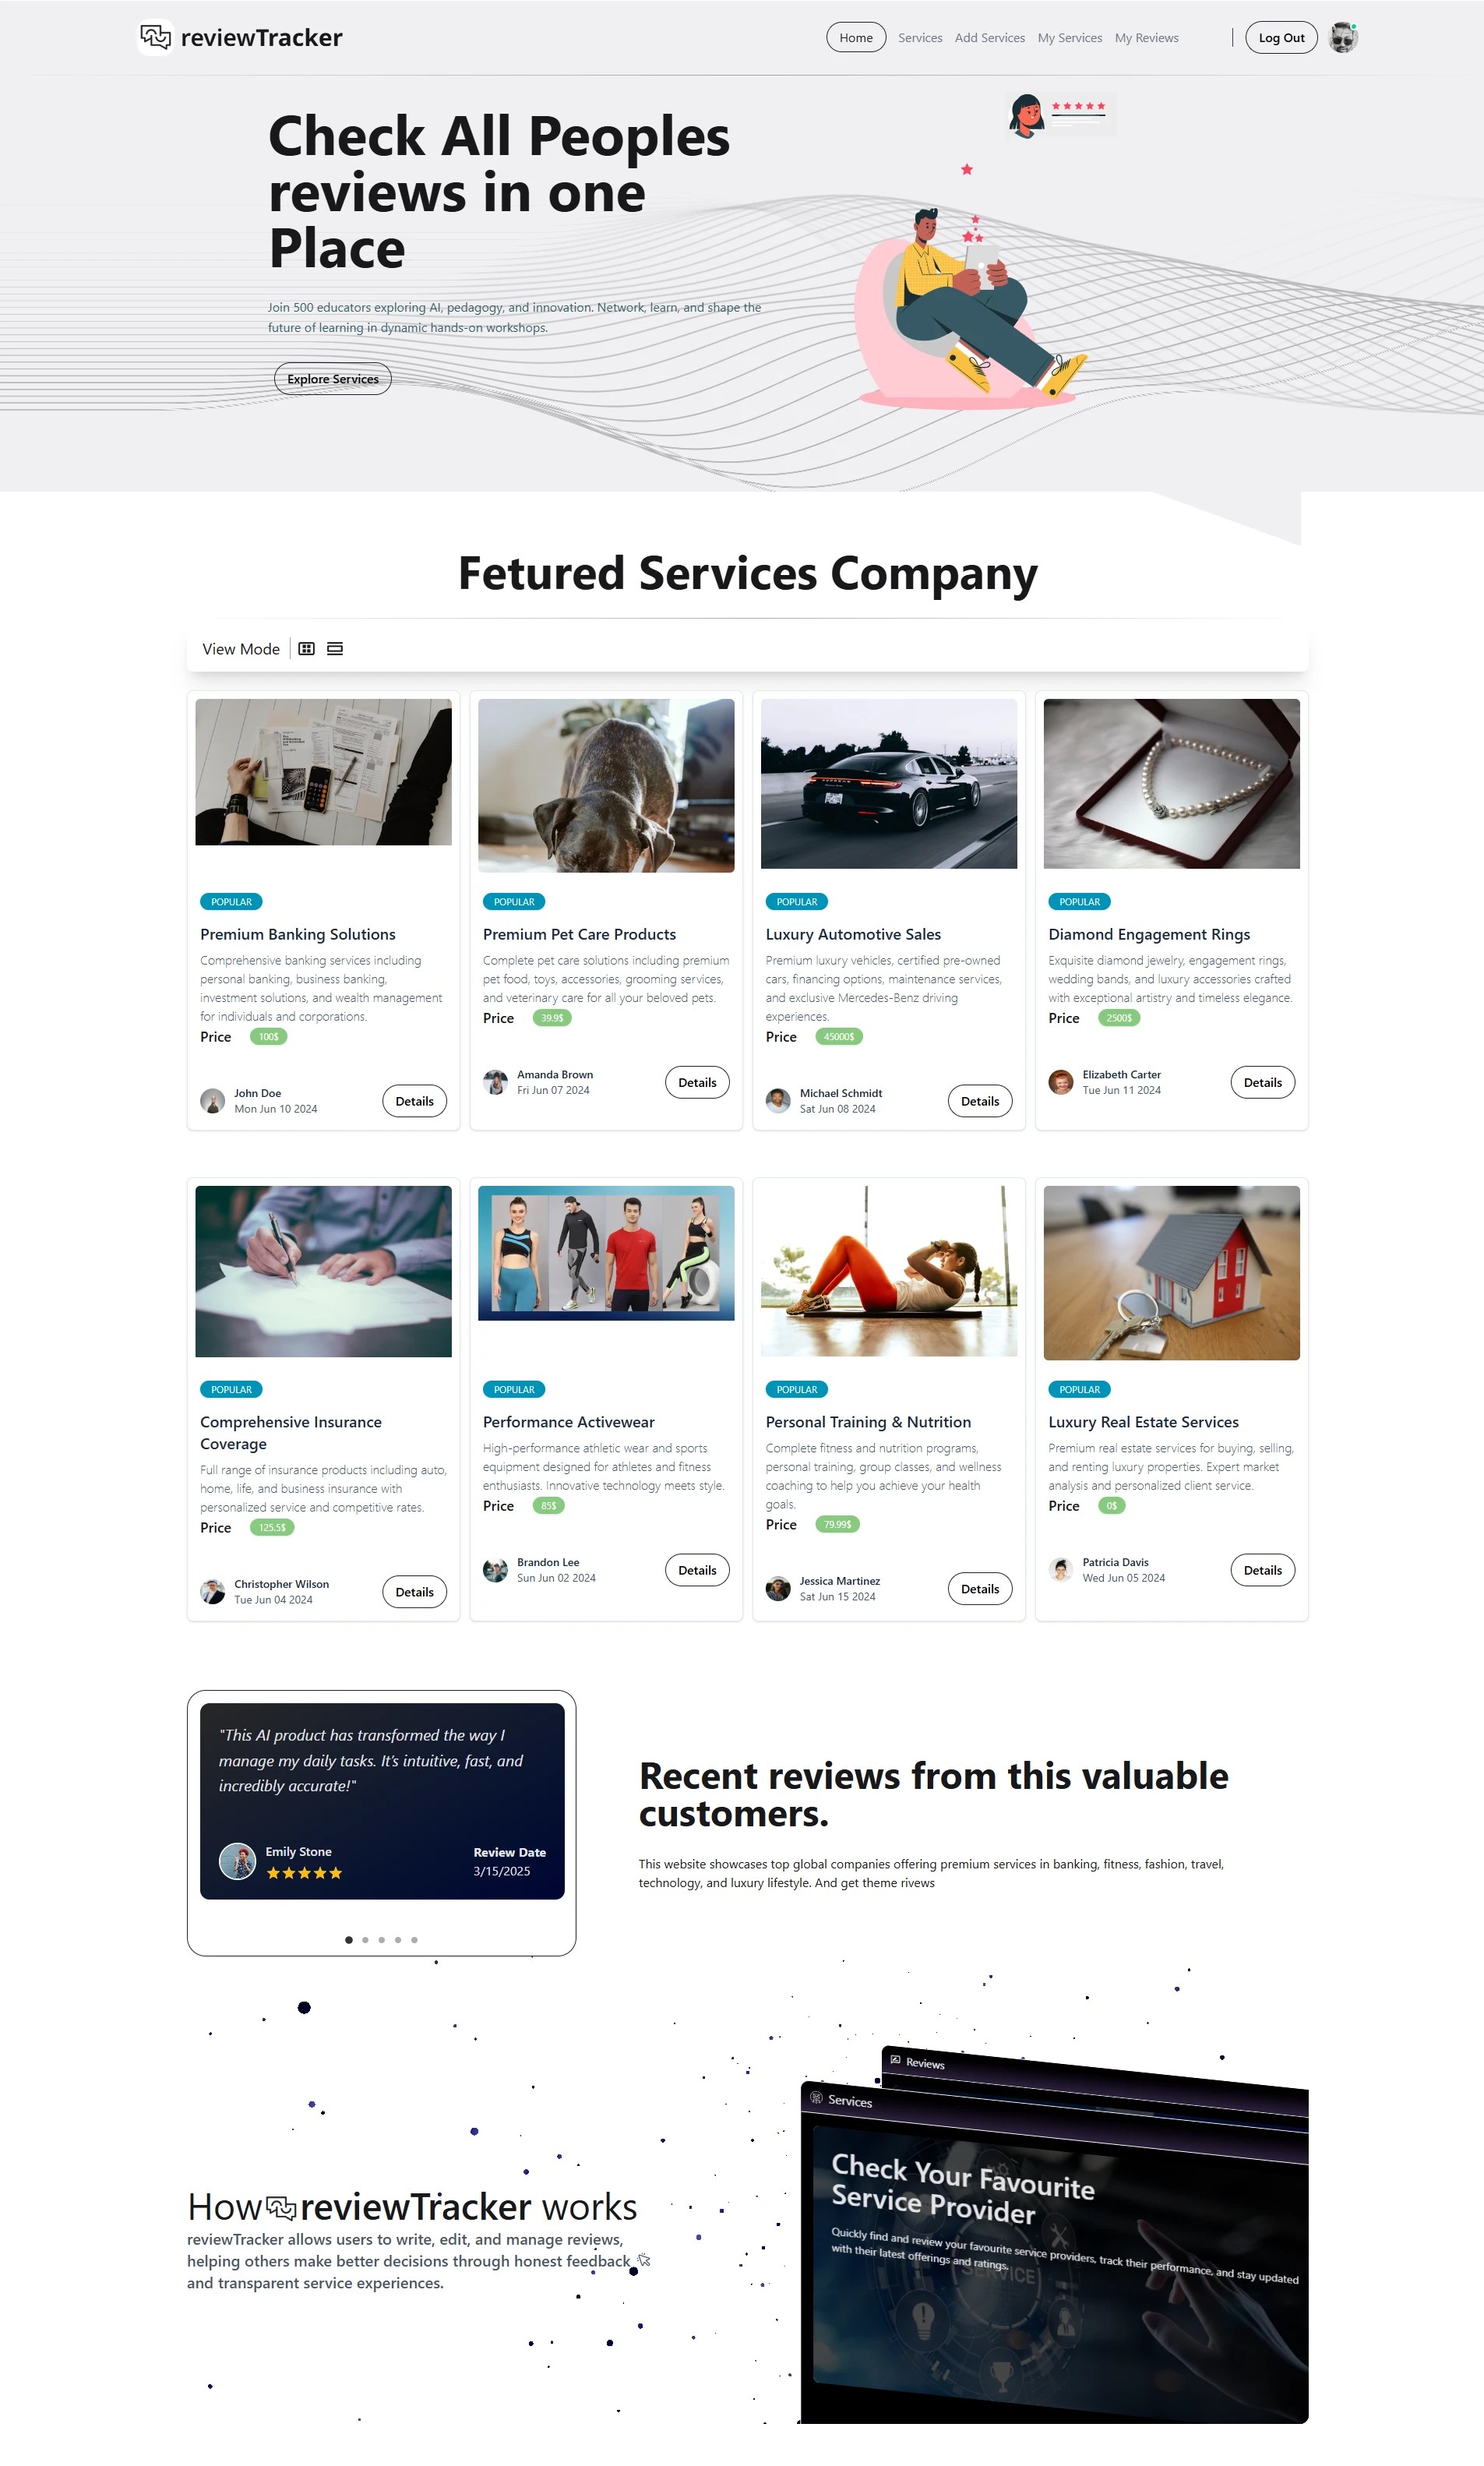 reviewTracker
Home Services Add Services My Services My Reviews Log Out
Check All Peoples
reviews in one
Place
Join 500 educators exploring AI, pedagogy, and innovation. Network, learn, and shape the
future of learning in dynamic hands-on workshops.
Explore Services
Fetured Services Company
View Mode
POPULAR
Premium Banking Solutions
Comprehensive banking services including
personal banking, business banking,
investment solutions, and wealth management
for individuals and corporations.
Price 100$
John Doe
Mon Jun 10 2024
Details
POPULAR
Premium Pet Care Products
Complete pet care solutions including premium
pet food, toys, accessories, grooming services,
and veterinary care for all your beloved pets.
Price 39.9$
Amanda Brown
Fri Jun 07 2024
Details
POPULAR
Luxury Automotive Sales
Premium luxury vehicles, certified pre-owned
cars, financing options, maintenance services,
and exclusive Mercedes-Benz driving
experiences.
Price 45000$
Michael Schmidt
Sat Jun 08 2024
Details
POPULAR
Diamond Engagement Rings
Exquisite diamond jewelry, engagement rings,
wedding bands, and luxury accessories crafted
with exceptional artistry and timeless elegance.
Price 2500$
Elizabeth Carter
Tue Jun 11 2024
Details
POPULAR
Comprehensive Insurance
Coverage
Full range of insurance products including auto,
home, life, and business insurance with
personalized service and competitive rates.
Price 125.5$
Christopher Wilson
Tue Jun 04 2024
Details
POPULAR
Performance Activewear
High-performance athletic wear and sports
equipment designed for athletes and fitness
enthusiasts. Innovative technology meets style.
Price 85$
Brandon Lee
Sun Jun 02 2024
Details
POPULAR
Personal Training & Nutrition
Complete fitness and nutrition programs,
personal training, group classes, and wellness
coaching to help you achieve your health
goals.
Price 79.99$
Jessica Martinez
Sat Jun 15 2024
Details
POPULAR
Luxury Real Estate Services
Premium real estate services for buying, selling,
and renting luxury properties. Expert market
analysis and personalized client service.
Price 0$
Patricia Davis
Wed Jun 05 2024
Details
"This AI product has transformed the way I
manage my daily tasks. It's intuitive, fast, and
incredibly accurate!"
Emily Stone
Review Date
3/15/2025
Recent reviews from this valuable
customers.
This website showcases top global companies offering premium services in banking, fitness, fashion, travel,
technology, and luxury lifestyle. And get theme rivews
How reviewTracker works
reviewTracker allows users to write, edit, and manage reviews,
helping others make better decisions through honest feedback
and transparent service experiences.
Reviews
Services
Check Your Favourite
Service Provider
Quickly find and review your favourite service providers, track their performance, and stay updated
with their latest offerings and ratings.
SERVICE